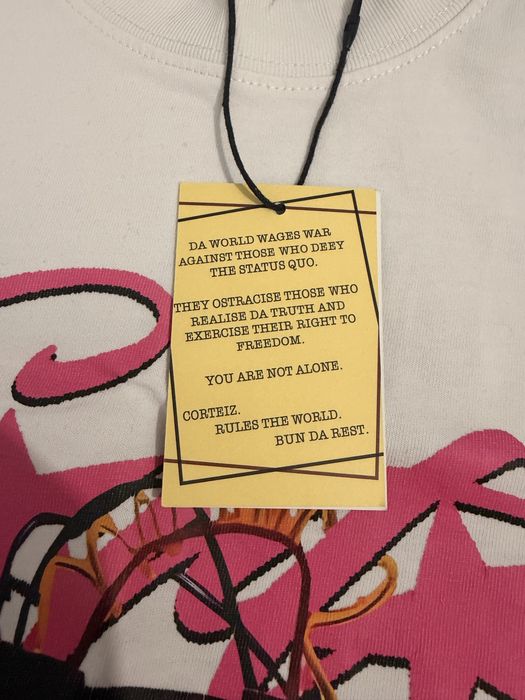 DA WORLD WAGES WAR
AGAINST THOSE WHO DEFY
THE STATUS QUO.
THEY OSTRACISE THOSE WHO
REALISE DA TRUTH AND
EXERCISE THEIR RIGHT TO
FREEDOM.
YOU ARE NOT ALONE.
CORTEIZ.
RULES THE WORLD.
BUN DA REST.